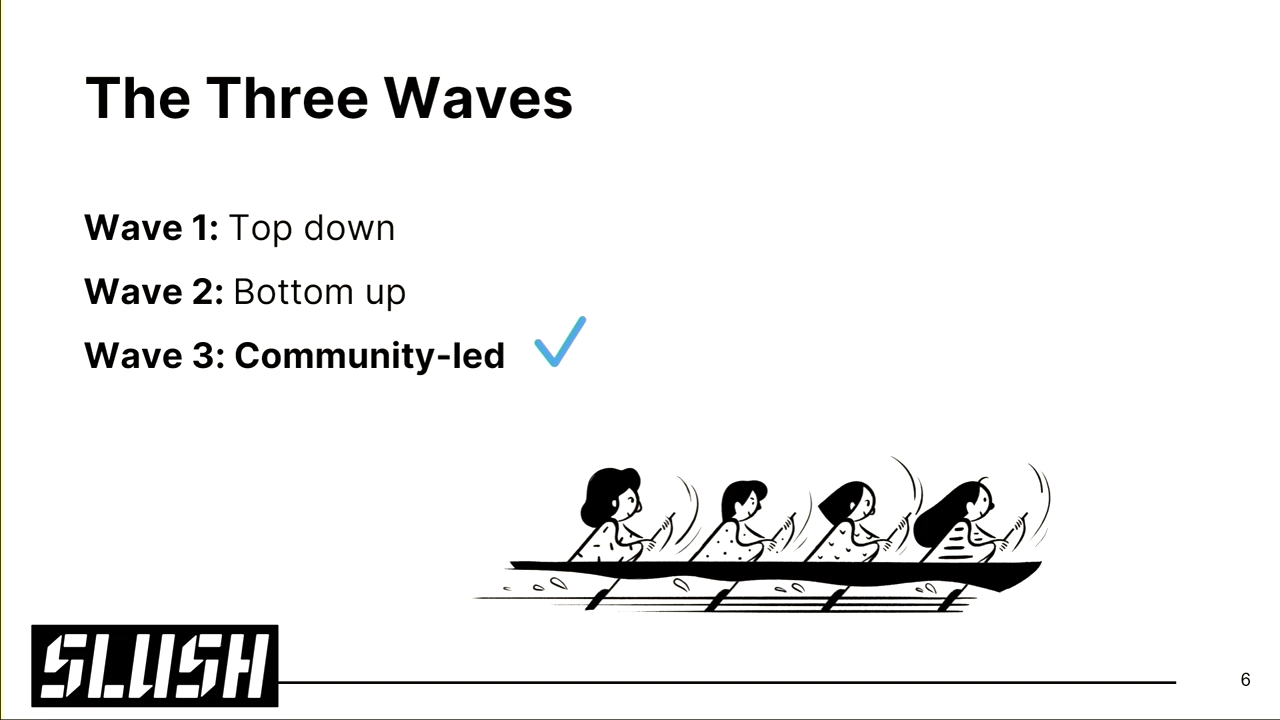 The Three Waves
Wave 1: Top down
Wave 2: Bottom up
Wave 3: Community-led
SLUSH
6